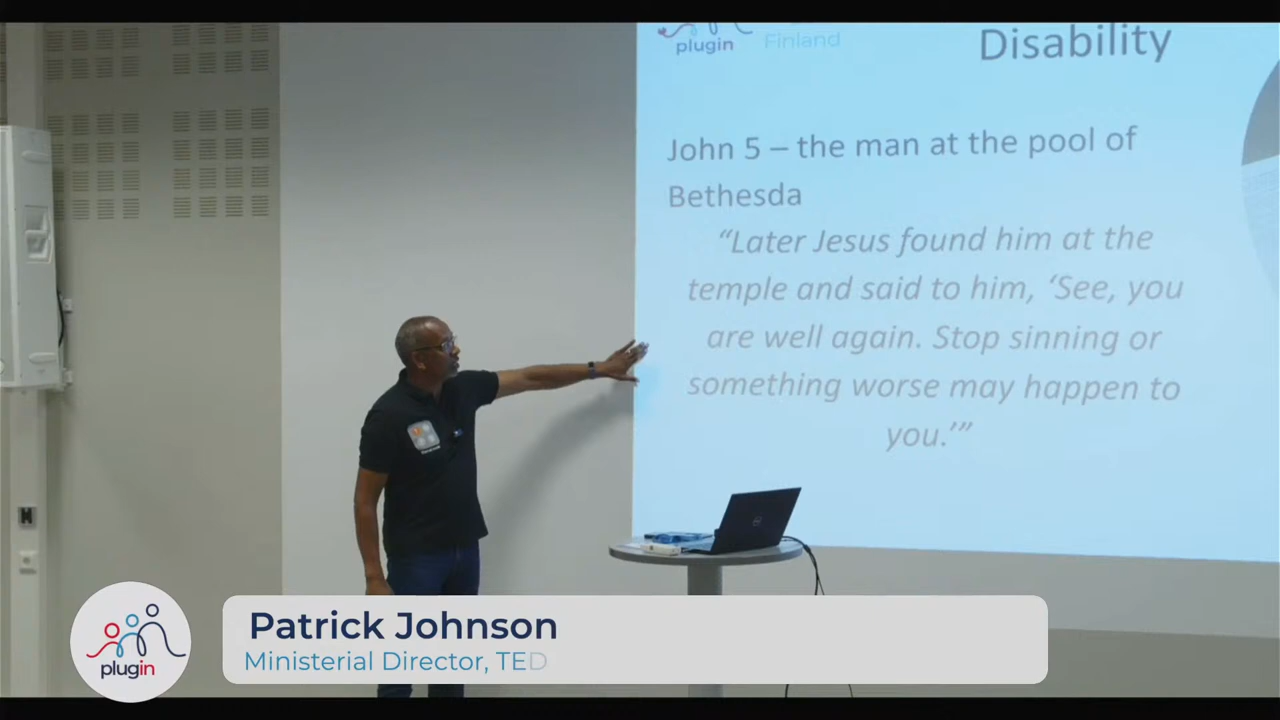 plugin
Finland
Disability
John 5 – the man at the pool of
Bethesda
“Later Jesus found him at the
temple and said to him, ‘See, you
are well again. Stop sinning or
something worse may happen to
you.’”
Patrick Johnson
Ministerial Director, TED
plugin